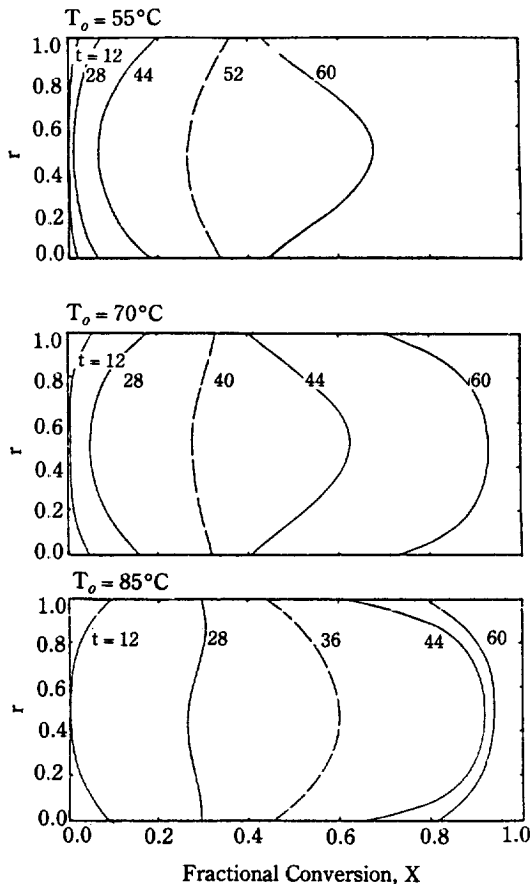 T_o = 55°C
1.0
t = 12
28
44
52
60
0.8
0.6
r
0.4
0.2
0.0
T_o = 70°C
1.0
t = 12
0.8
28
40
44
60
0.6
r
0.4
0.2
0.0
T_o = 85°C
1.0
0.8
t = 12
28
36
44
60
0.6
r
0.4
0.2
0.0
0.0 0.2 0.4 0.6 0.8 1.0
Fractional Conversion, X